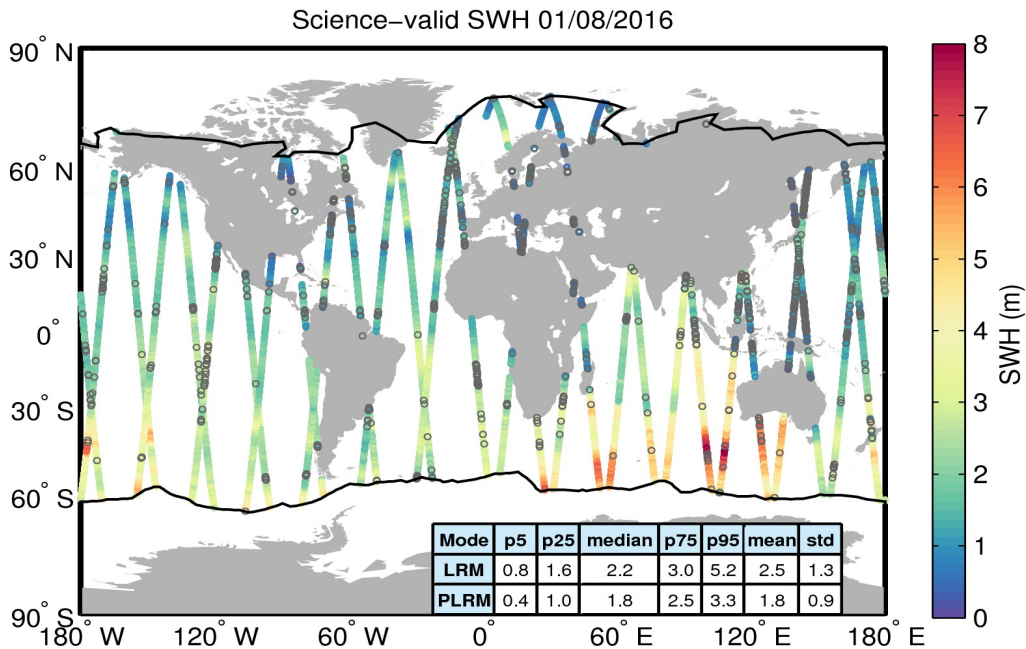 Science−valid SWH 01/08/2016
90° N
60° N
30° N
0°
30° S
60° S
90° S
180° W
120° W
60° W
0°
60° E
120° E
180° E
Mode p5 p25 median p75 p95 mean std
LRM 0.8 1.6 2.2 3.0 5.2 2.5 1.3
PLRM 0.4 1.0 1.8 2.5 3.3 1.8 0.9
8
7
6
5
4
3
2
1
0
SWH (m)